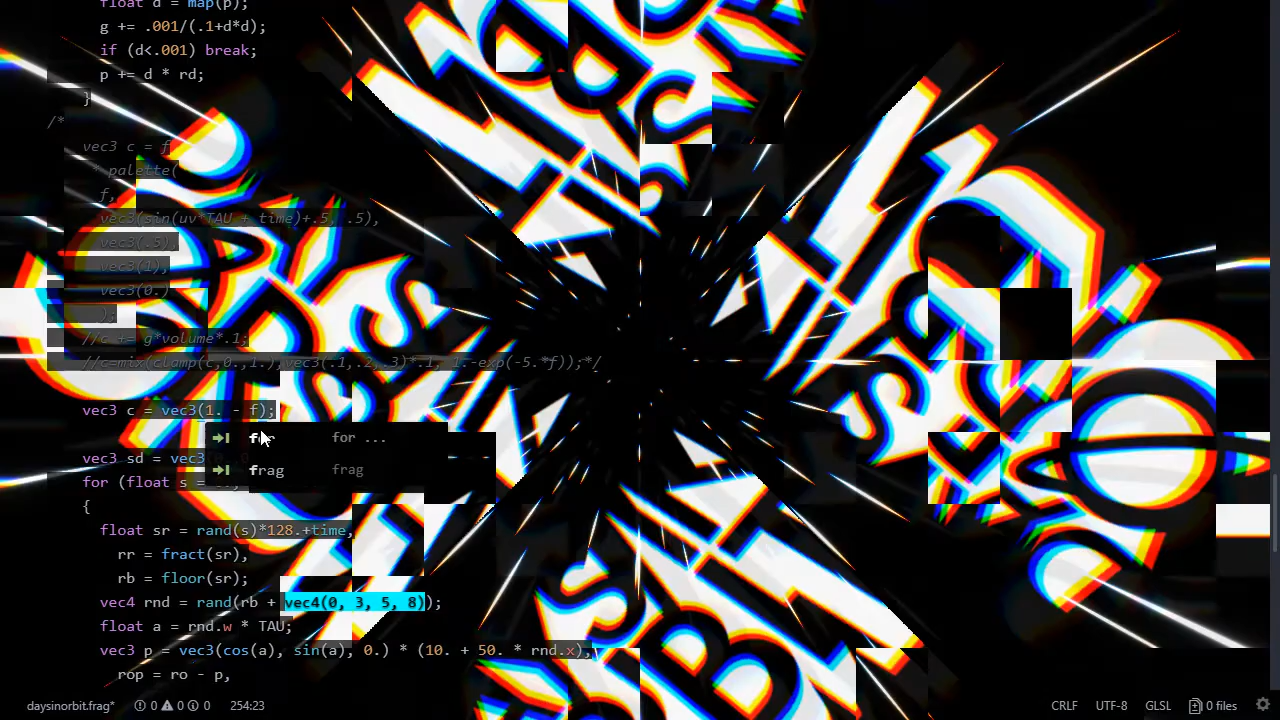 float d = map(p);
g += .001/(.1+d*d);
if (d<.001) break;
p += d * rd;
}
/*
vec3 c = f
* palette(
f,
vec3(sin(uv*TAU + time)+.5, .5),
vec3(.5),
vec3(1),
vec3(0.)
);
//c += g*volume*.1;
//c=mix(clamp(c,0.,1.),vec3(.1,.2,.3)*.1, 1.-exp(-5.*f));*/
vec3 c = vec3(1. - f);
for for ...
vec3 sd = vec3
frag frag
for (float s =
{
float sr = rand(s)*128.+time,
rr = fract(sr),
rb = floor(sr);
vec4 rnd = rand(rb + vec4(0, 3, 5, 8));
float a = rnd.w * TAU;
vec3 p = vec3(cos(a), sin(a), 0.) * (10. + 50. * rnd.x),
rop = ro - p,
daysinorbit.frag* 0 0 0 254:23 CRLF UTF-8 GLSL 0 files